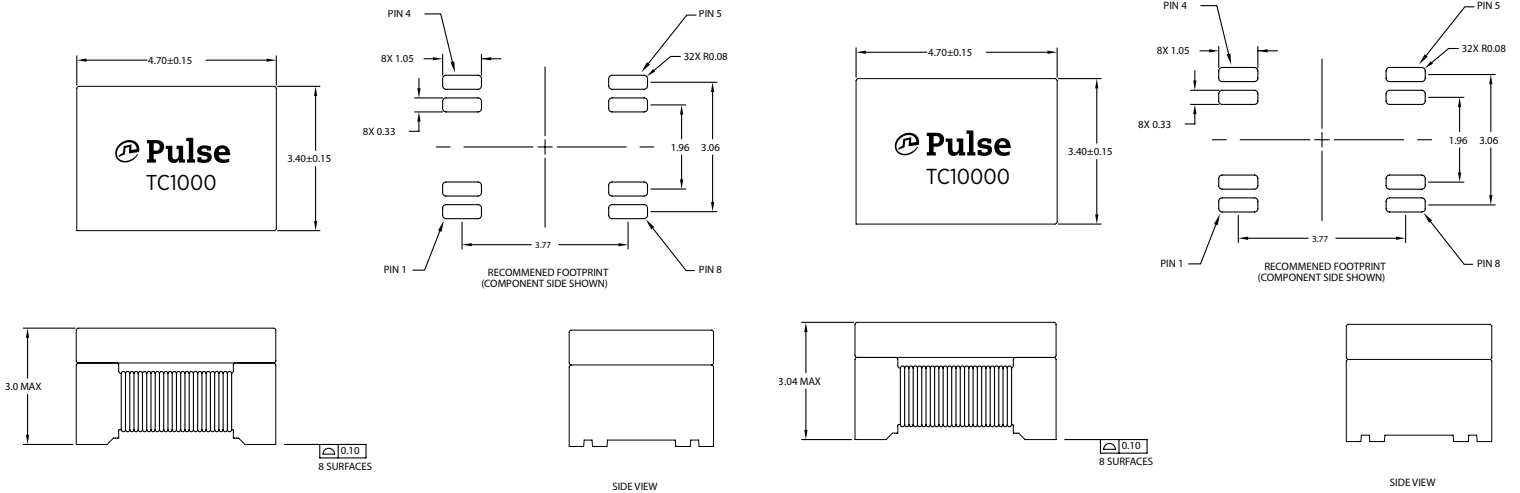 PIN 4
PIN 5
8X 1.05
32X R0.08
4.70±0.15
8X 0.33
1.96
3.06
3.40±0.15
Pulse
TC1000
3.77
PIN 1
PIN 8
RECOMMENED FOOTPRINT
(COMPONENT SIDE SHOWN)
3.0 MAX
0.10
8 SURFACES
SIDE VIEW
PIN 4
PIN 5
8X 1.05
32X R0.08
4.70±0.15
8X 0.33
1.96
3.06
3.40±0.15
Pulse
TC10000
3.77
PIN 1
PIN 8
RECOMMENED FOOTPRINT
(COMPONENT SIDE SHOWN)
3.04 MAX
0.10
8 SURFACES
SIDE VIEW